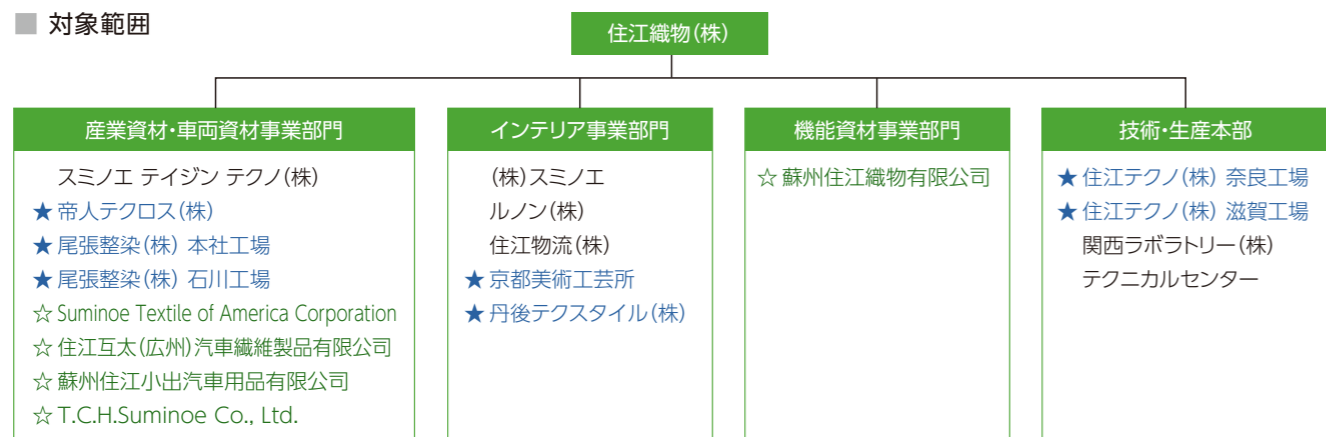 ■ 対象範囲
住江織物(株)
産業資材・車両資材事業部門
スミノエ テイジン テクノ(株)
★帝人テクロス(株)
★尾張整染(株) 本社工場
★尾張整染(株) 石川工場
☆Suminoe Textile of America Corporation
☆住江互太(広州)汽車繊維製品有限公司
☆蘇州住江小出汽車用品有限公司
☆T.C.H.Suminoe Co., Ltd.
インテリア事業部門
(株)スミノエ
ルノン(株)
住江物流(株)
★京都美術工芸所
★丹後テクスタイル(株)
機能資材事業部門
☆蘇州住江織物有限公司
技術・生産本部
★住江テクノ(株) 奈良工場
★住江テクノ(株) 滋賀工場
関西ラボラトリー(株)
テクニカルセンター